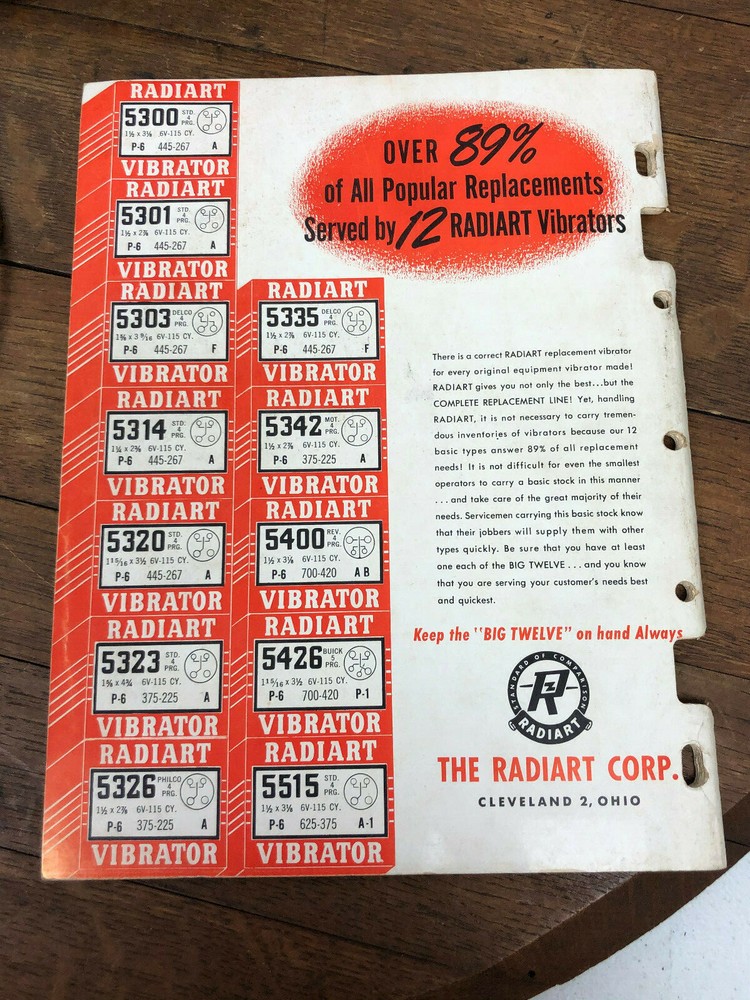 RADIART
5300 STD. 4 PRG.
1½ x 3⅛ 6V-115 CY.
P-6 445-267 A
VIBRATOR
RADIART
5301 STD. 4 PRG.
1½ x 2⅞ 6V-115 CY.
P-6 445-267 A
VIBRATOR
RADIART
5303 DELCO 4 PRG.
6V-115 CY.
P-6 445-267 F
VIBRATOR
RADIART
5314 STD. 4 PRG.
6V-115 CY.
P-6 445-267 A
VIBRATOR
RADIART
5320 STD. 4 PRG.
1 15/16 x 3½ 6V-115 CY.
P-6 445-267 A
VIBRATOR
RADIART
5323 STD. 4 PRG.
6V-115 CY.
P-6 375-225 A
VIBRATOR
RADIART
5326 PHILCO 4 PRG.
1½ x 2⅞ 6V-115 CY.
P-6 375-225 A
VIBRATOR
RADIART
5335 DELCO 4 PRG.
1½ x 2⅞ 6V-115 CY.
P-6 445-267 F
VIBRATOR
RADIART
5342 MOT. 4 PRG.
1½ x 2⅞ 6V-115 CY.
P-6 375-225 A
VIBRATOR
RADIART
5400 REV. 4 PRG.
1½ x 3⅛ 6V-115 CY.
P-6 700-420 A B
VIBRATOR
RADIART
5426 BUICK 5 PRG.
1 15/16 x 3½ 6V-115 CY.
P-6 700-420 P-1
VIBRATOR
RADIART
5515 STD. 4 PRG.
1½ x 3⅛ 6V-115 CY.
P-6 625-375 A-1
VIBRATOR
OVER 89%
of All Popular Replacements
Served by 12 RADIART Vibrators
There is a correct RADIART replacement vibrator
for every original equipment vibrator made!
RADIART gives you not only the best...but the
COMPLETE REPLACEMENT LINE! Yet, handling
RADIART, it is not necessary to carry tremen-
dous inventories of vibrators because our 12
basic types answer 89% of all replacement
needs! It is not difficult for even the smallest
operators to carry a basic stock in this manner
...and take care of the great majority of their
needs. Servicemen carrying this basic stock know
that their jobbers will supply them with other
types quickly. Be sure that you have at least
one each of the BIG TWELVE...and you know
that you are serving your customer's needs best
and quickest.
Keep the "BIG TWELVE" on hand Always
STANDARD OF COMPARISON
R
RADIART
THE RADIART CORP.
CLEVELAND 2, OHIO